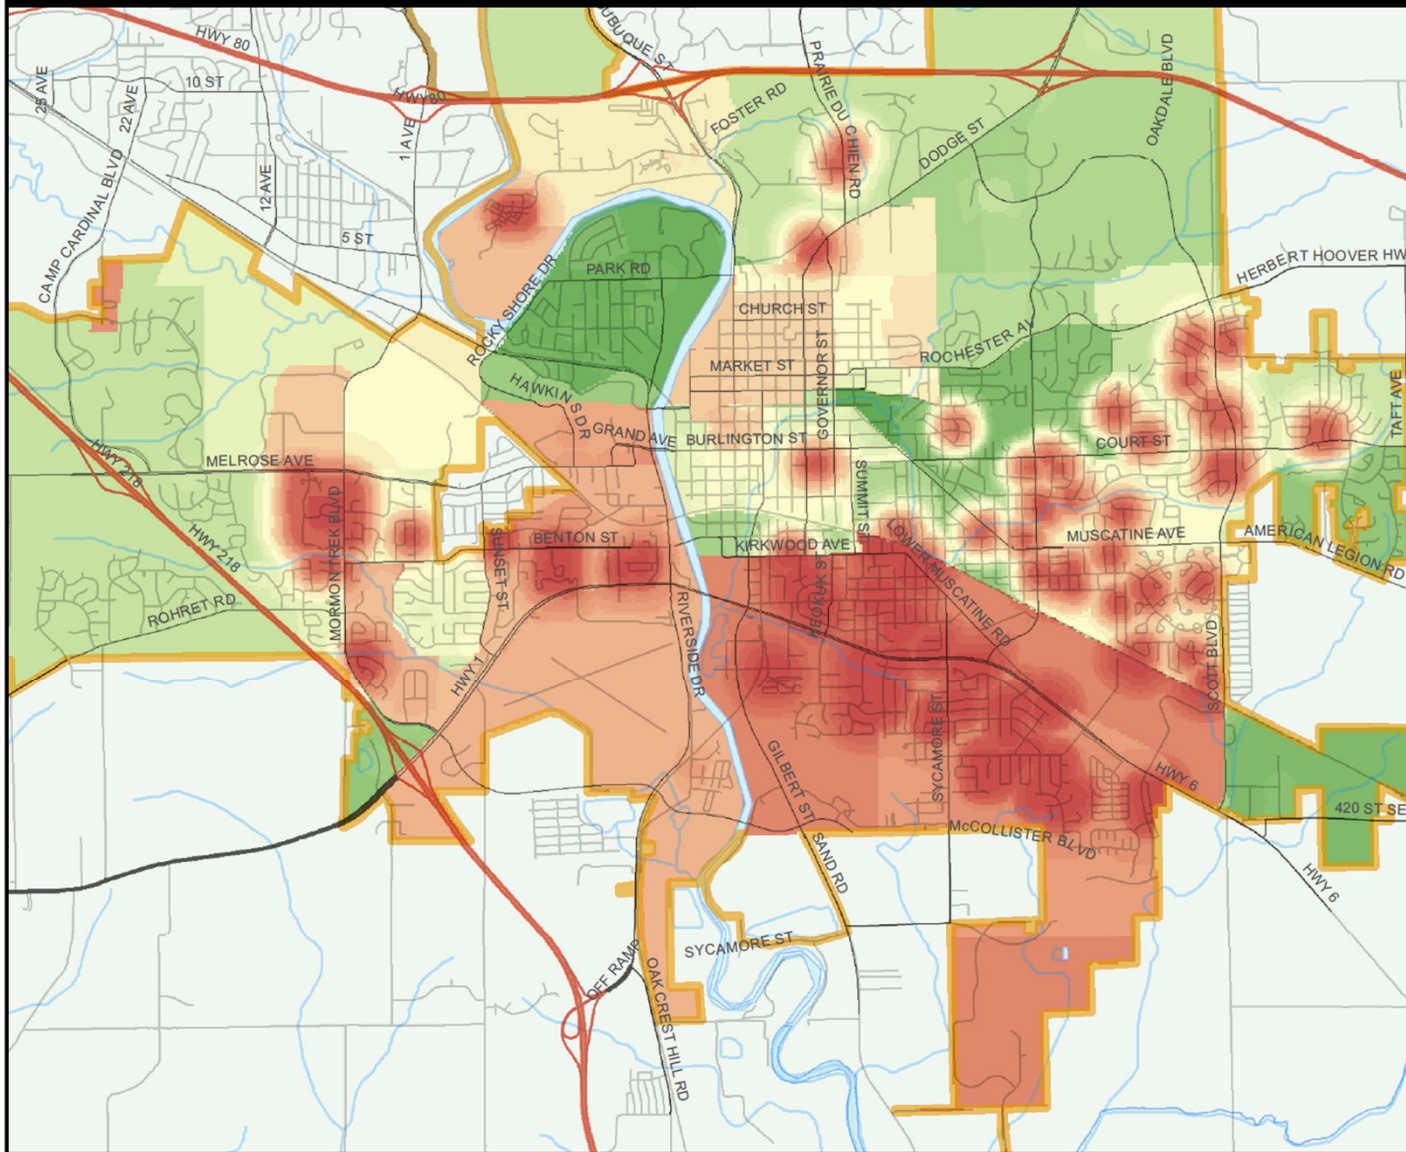 HWY 80
DUBUQUE ST
PRAIRIE DU CHIEN RD
OAKDALE BLVD
25 AVE
10 ST
22 AVE
HWY 80
FOSTER RD
1 AVE
DODGE ST
12 AVE
CAMP CARDINAL BLVD
5 ST
PARK RD
ROCKY SHORE DR
HERBERT HOOVER HW
CHURCH ST
ROCHESTER AV
MARKET ST
GOVERNOR ST
HAWKINS DR
TAFT AVE
GRAND AVE
BURLINGTON ST
COURT ST
MELROSE AVE
HWY 218
SUMMIT ST
MORMON TREK BLVD
HWY 218
SUNSET ST
BENTON ST
KIRKWOOD AVE
LOWER MUSCATINE RD
MUSCATINE AVE
AMERICAN LEGION RD
KEOKUK ST
ROHRET RD
RIVERSIDE DR
SCOTT BLVD
HWY 1
SYCAMORE ST
GILBERT ST
HWY 6
420 ST SE
McCOLLISTER BLVD
SAND RD
HWY 6
SYCAMORE ST
OFF RAMP
OAK CREST HILL RD